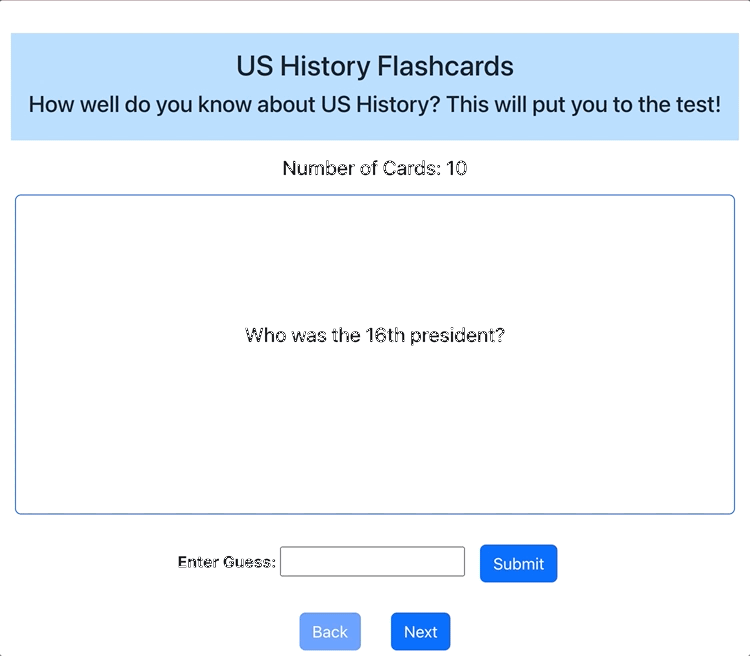 US History Flashcards
How well do you know about US History? This will put you to the test!
Number of Cards: 10
Who was the 16th president?
Enter Guess: Submit
Back Next